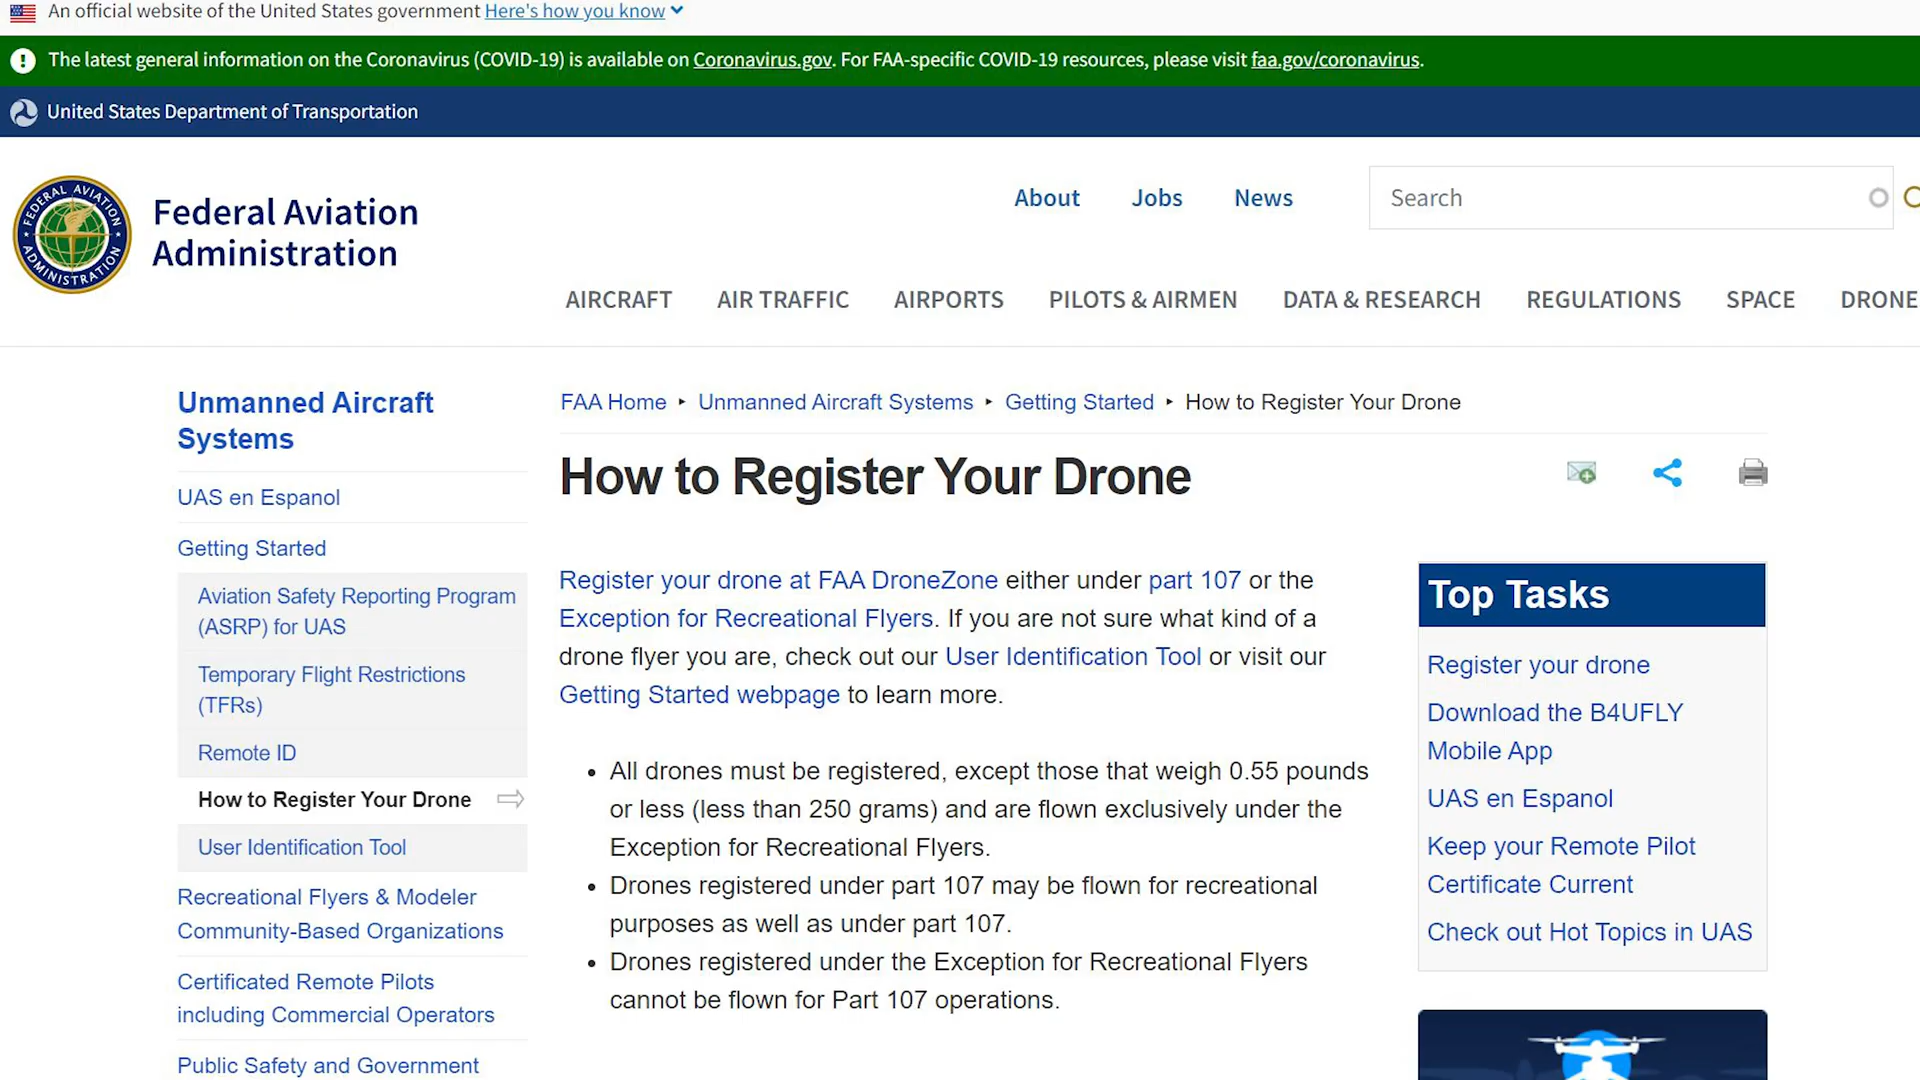 An official website of the United States government Here's how you know
The latest general information on the Coronavirus (COVID-19) is available on Coronavirus.gov. For FAA-specific COVID-19 resources, please visit faa.gov/coronavirus.
United States Department of Transportation
FEDERAL AVIATION ADMINISTRATION
Federal Aviation
Administration
About Jobs News Search
AIRCRAFT AIR TRAFFIC AIRPORTS PILOTS & AIRMEN DATA & RESEARCH REGULATIONS SPACE DRONE
Unmanned Aircraft
Systems
UAS en Espanol
Getting Started
Aviation Safety Reporting Program
(ASRP) for UAS
Temporary Flight Restrictions
(TFRs)
Remote ID
How to Register Your Drone
User Identification Tool
Recreational Flyers & Modeler
Community-Based Organizations
Certificated Remote Pilots
including Commercial Operators
Public Safety and Government
FAA Home ▸ Unmanned Aircraft Systems ▸ Getting Started ▸ How to Register Your Drone
How to Register Your Drone
Register your drone at FAA DroneZone either under part 107 or the
Exception for Recreational Flyers. If you are not sure what kind of a
drone flyer you are, check out our User Identification Tool or visit our
Getting Started webpage to learn more.
• All drones must be registered, except those that weigh 0.55 pounds
or less (less than 250 grams) and are flown exclusively under the
Exception for Recreational Flyers.
• Drones registered under part 107 may be flown for recreational
purposes as well as under part 107.
• Drones registered under the Exception for Recreational Flyers
cannot be flown for Part 107 operations.
Top Tasks
Register your drone
Download the B4UFLY
Mobile App
UAS en Espanol
Keep your Remote Pilot
Certificate Current
Check out Hot Topics in UAS